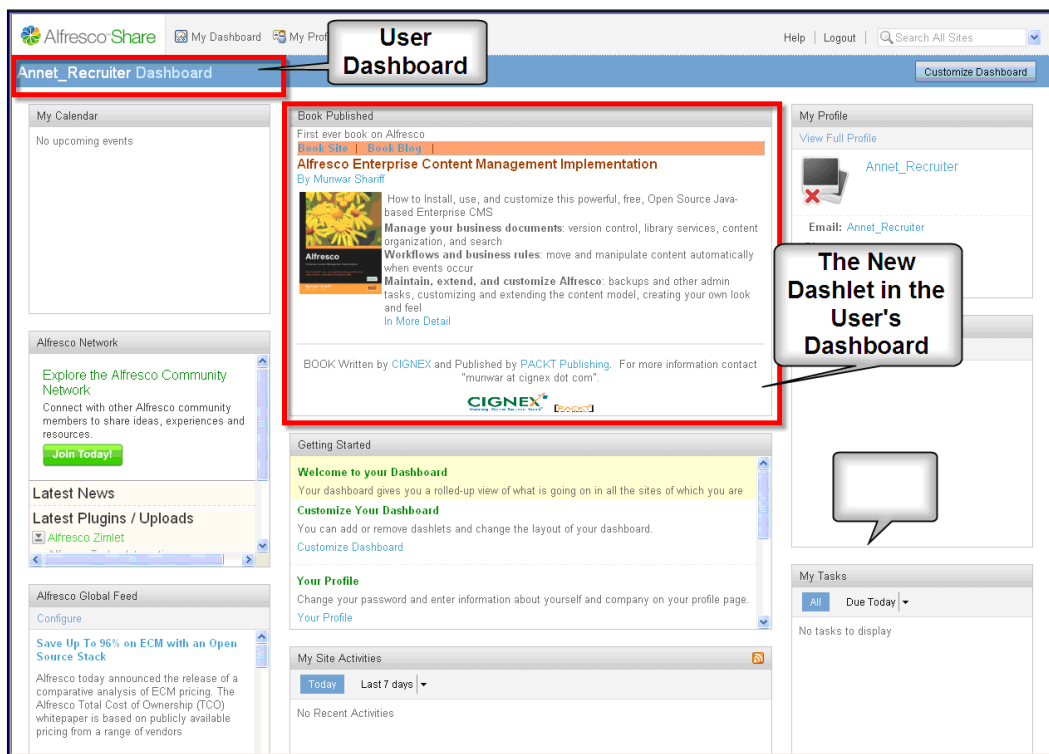 Alfresco Share
My Dashboard
My Prof
Help | Logout
Search All Sites
User
Dashboard
Annet_Recruiter Dashboard
Customize Dashboard
My Calendar
No upcoming events
Book Published
First ever book on Alfresco
Book Site | Book Blog |
Alfresco Enterprise Content Management Implementation
By Munwar Shariff
How to Install, use, and customize this powerful, free, Open Source Java-
based Enterprise CMS
Manage your business documents: version control, library services, content
organization, and search
Workflows and business rules: move and manipulate content automatically
when events occur
Maintain, extend, and customize Alfresco: backups and other admin
tasks, customizing and extending the content model, creating your own look
and feel
In More Detail
Alfresco
BOOK Written by CIGNEX and Published by PACKT Publishing. For more information contact
"munwar at cignex dot com".
CIGNEX
[PACKT]
My Profile
View Full Profile
Annet_Recruiter
Email: Annet_Recruiter
The New
Dashlet in the
User's
Dashboard
Alfresco Network
Explore the Alfresco Community
Network
Connect with other Alfresco community
members to share ideas, experiences and
resources.
Join Today!
Latest News
Latest Plugins / Uploads
Alfresco Zimlet
Getting Started
Welcome to your Dashboard
Your dashboard gives you a rolled-up view of what is going on in all the sites of which you are
Customize Your Dashboard
You can add or remove dashlets and change the layout of your dashboard.
Customize Dashboard
Your Profile
Change your password and enter information about yourself and company on your profile page.
Your Profile
My Tasks
All Due Today
No tasks to display
Alfresco Global Feed
Configure
Save Up To 96% on ECM with an Open
Source Stack
Alfresco today announced the release of a
comparative analysis of ECM pricing. The
Alfresco Total Cost of Ownership (TCO)
whitepaper is based on publicly available
pricing from a range of vendors
My Site Activities
Today Last 7 days
No Recent Activities